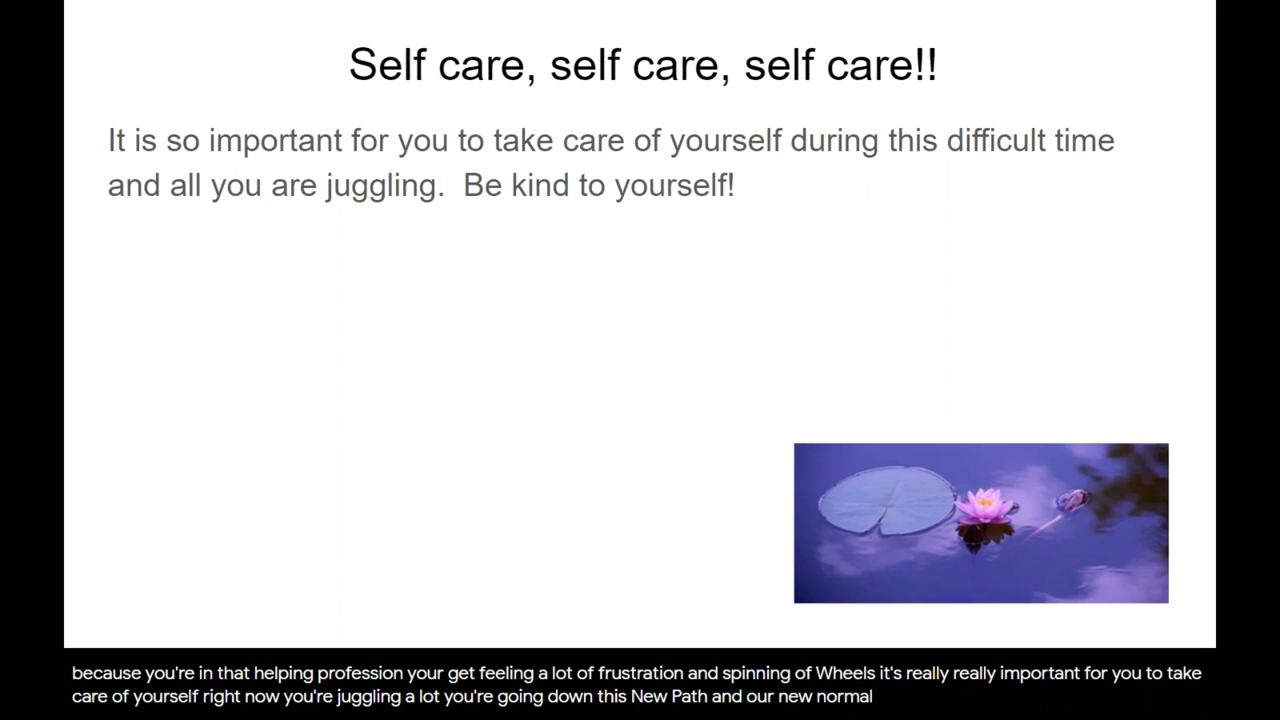 Self care, self care, self care!!
It is so important for you to take care of yourself during this difficult time
and all you are juggling.  Be kind to yourself!
because you're in that helping profession your get feeling a lot of frustration and spinning of Wheels it's really really important for you to take
care of yourself right now you're juggling a lot you're going down this New Path and our new normal